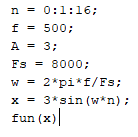 n = 0:1:16;
f = 500;
A = 3;
Fs = 8000;
w = 2*pi*f/Fs;
x = 3*sin(w*n);
fun(x)